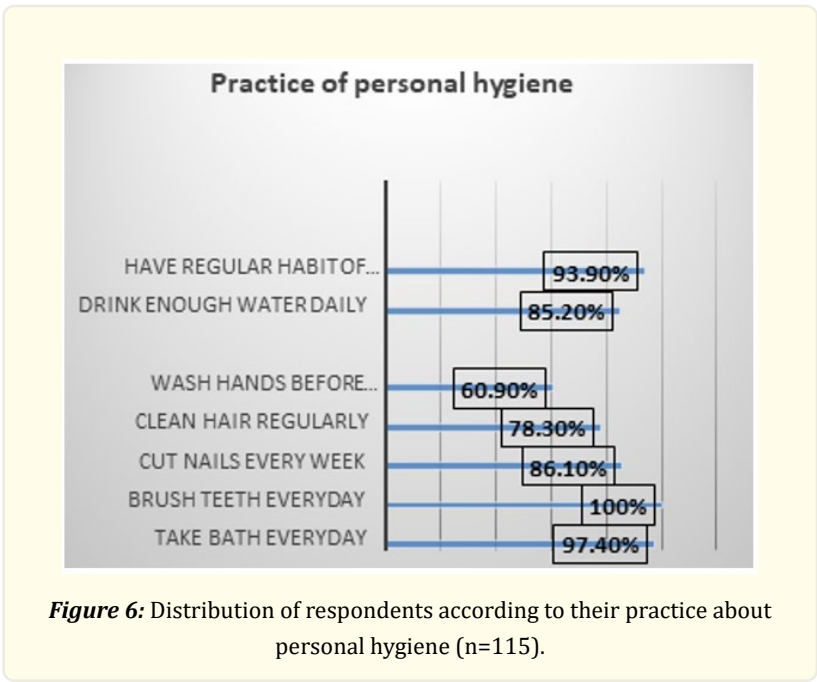 Practice of personal hygiene
HAVE REGULAR HABIT OF... 93.90%
DRINK ENOUGH WATER DAILY 85.20%
WASH HANDS BEFORE... 60.90%
CLEAN HAIR REGULARLY 78.30%
CUT NAILS EVERY WEEK 86.10%
BRUSH TEETH EVERYDAY 100%
TAKE BATH EVERYDAY 97.40%
Figure 6: Distribution of respondents according to their practice about
personal hygiene (n=115).